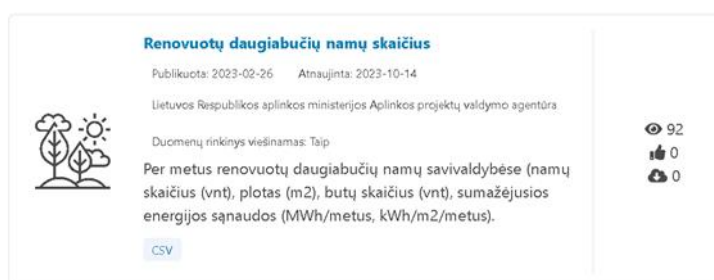 Renovuotų daugiabučių namų skaičius
Publikuota: 2023-02-26 Atnaujinta: 2023-10-14
Lietuvos Respublikos aplinkos ministerijos Aplinkos projektų valdymo agentūra
Duomenų rinkinys viešinamas: Taip
Per metus renovuotų daugiabučių namų savivaldybėse (namų
skaičius (vnt), plotas (m2), butų skaičius (vnt), sumažėjusios
energijos sąnaudos (MWh/metus, kWh/m2/metus).
CSV
92
0
0